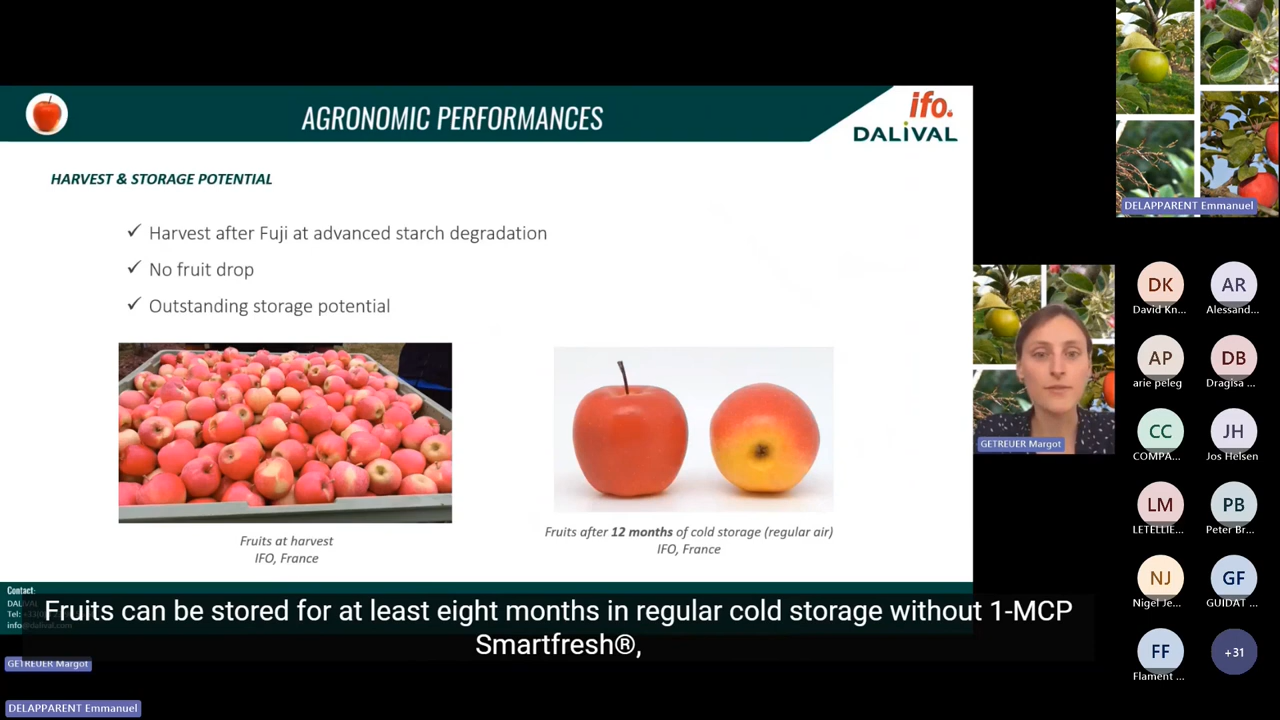 AGRONOMIC PERFORMANCES
ifo.
DALiVAL
HARVEST & STORAGE POTENTIAL
✓ Harvest after Fuji at advanced starch degradation
✓ No fruit drop
✓ Outstanding storage potential
Fruits at harvest
IFO, France
Fruits after 12 months of cold storage (regular air)
IFO, France
Contact:
Fruits can be stored for at least eight months in regular cold storage without 1-MCP
Smartfresh®,
GETREUER Margot
DELAPPARENT Emmanuel
GETREUER Margot
DELAPPARENT Emmanuel
DK
AR
David Kn...
Alessand...
AP
DB
arie peleg
Dragisa ...
CC
JH
COMPA...
Jos Helsen
LM
PB
LETELLIE...
Peter Br...
NJ
GF
Nigel Je...
GUIDAT ...
FF
+31
Flament ...